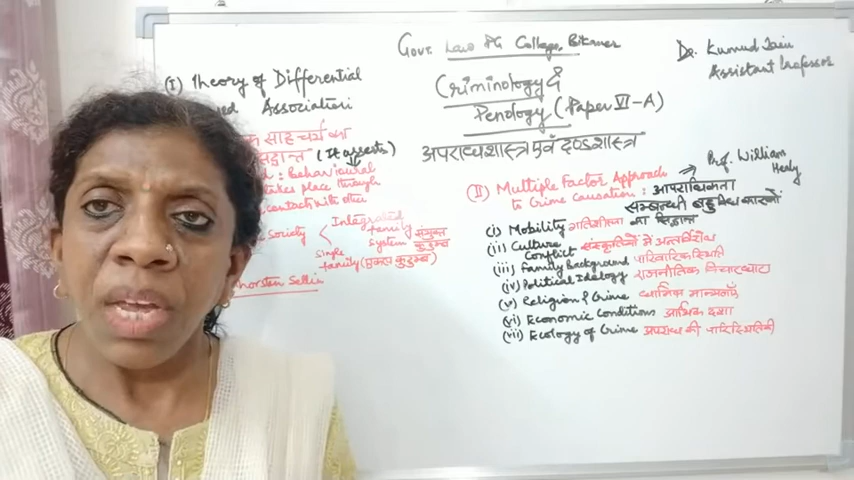 Govt. Law PG College, Bikaner
Dr. Kumud Jain
Assistant Professor
Criminology &
Penology (Paper VI-A)
अपराधशास्त्र एवं दण्डशास्त्र
(I) Theory of Differential
Association
साहचर्य का
(It asserts)
: Behavioural
takes place through
contacts with other
Society
Integrated family system संयुक्त कुटुम्ब
Simple family (एकल कुटुम्ब)
Thorsten Sellin
(II) Multiple Factor Approach → Prof. William Healy
to Crime Causation : आपराधिकता
सम्बन्धी बहुविध कारणों
का सिद्धांत
(i) Mobility गतिशीलता
(ii) Culture Conflict संस्कृतियों में अन्तर्विरोध
(iii) Family Background पारिवारिक स्थिति
(iv) Political Ideology राजनीतिक विचारधारा
(v) Religion & Crime धार्मिक मान्यताएँ
(vi) Economic Conditions आर्थिक दशा
(vii) Ecology of Crime अपराध की पारिस्थितिकी